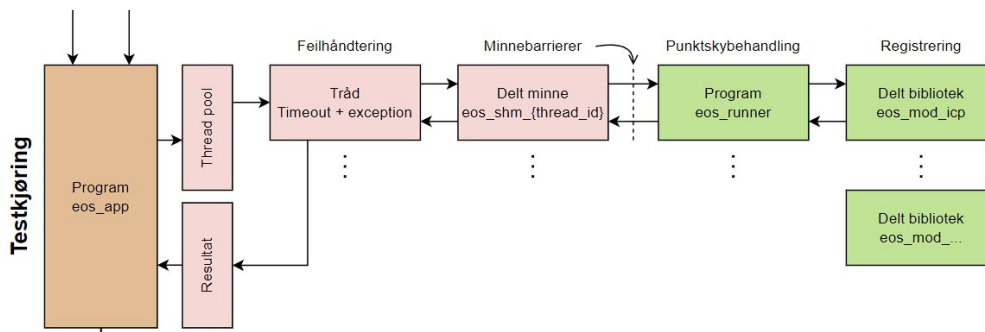 Feilhåndtering
Minnebarrierer
Punktskybehandling
Registrering
Testkjøring
Program
eos_app
Thread pool
Resultat
Tråd
Timeout + exception
Delt minne
eos_shm_{thread_id}
Program
eos_runner
Delt bibliotek
eos_mod_icp
Delt bibliotek
eos_mod_...